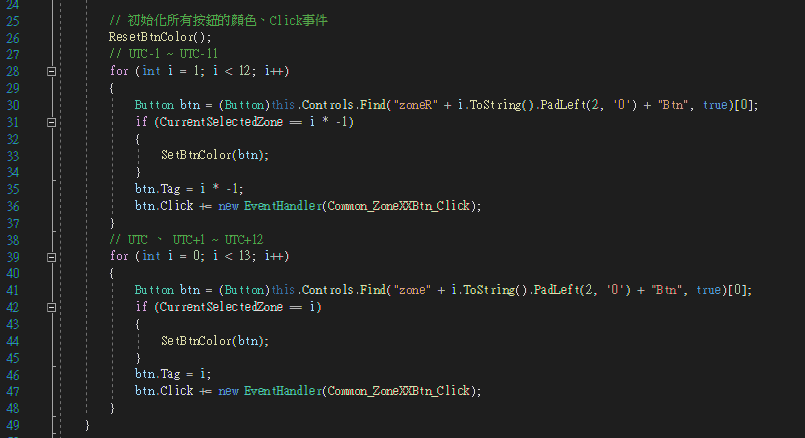 24
25 // 初始化所有按鈕的顏色、Click事件
26 ResetBtnColor();
27 // UTC-1 ~ UTC-11
28 for (int i = 1; i < 12; i++)
29 {
30 Button btn = (Button)this.Controls.Find("zoneR" + i.ToString().PadLeft(2, '0') + "Btn", true)[0];
31 if (CurrentSelectedZone == i * -1)
32 {
33 SetBtnColor(btn);
34 }
35 btn.Tag = i * -1;
36 btn.Click += new EventHandler(Common_ZoneXXBtn_Click);
37 }
38 // UTC 、 UTC+1 ~ UTC+12
39 for (int i = 0; i < 13; i++)
40 {
41 Button btn = (Button)this.Controls.Find("zone" + i.ToString().PadLeft(2, '0') + "Btn", true)[0];
42 if (CurrentSelectedZone == i)
43 {
44 SetBtnColor(btn);
45 }
46 btn.Tag = i;
47 btn.Click += new EventHandler(Common_ZoneXXBtn_Click);
48 }
49 }